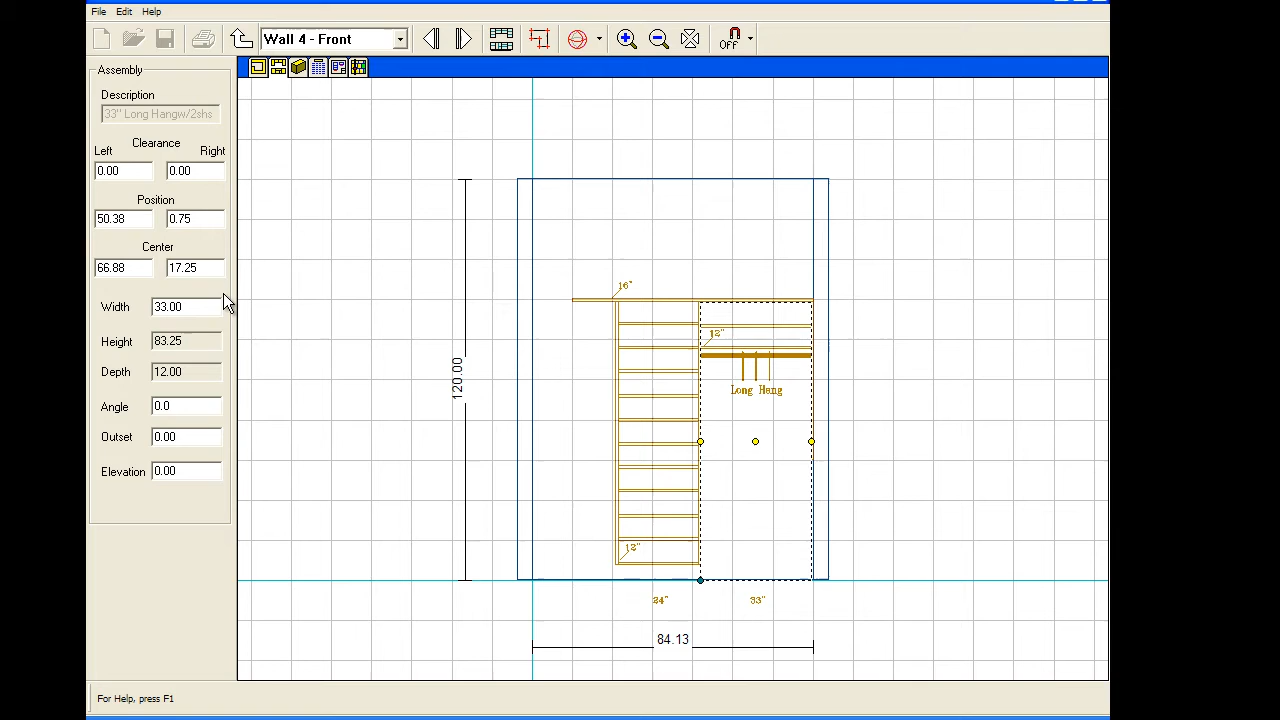 File Edit Help
Wall 4 - Front
OFF
Assembly
Description
33" Long Hangw/2shs
Clearance
Left Right
0.00 0.00
Position
50.38 0.75
Center
66.88 17.25
Width 33.00
Height 83.25
Depth 12.00
Angle 0.0
Outset 0.00
Elevation 0.00
16"
12"
Long Hang
120.00
12"
24" 33"
84.13
For Help, press F1